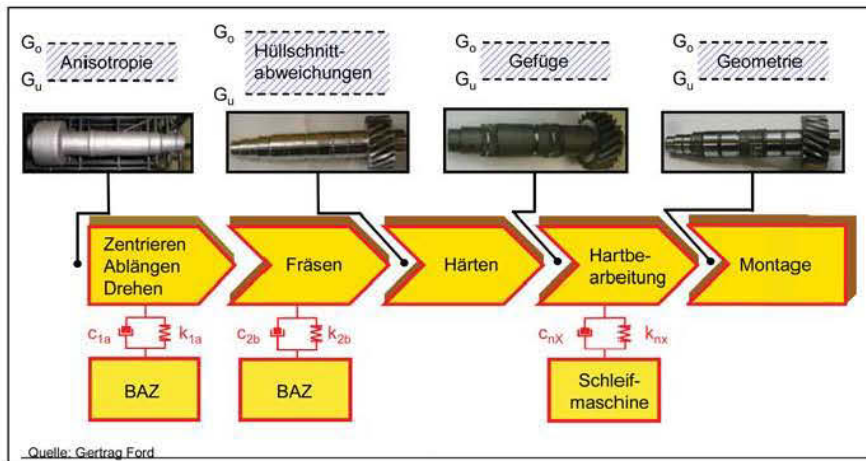 Go
Anisotropie
Gu
Go
Hüllschnitt-
abweichungen
Gu
Go
Gefüge
Gu
Go
Geometrie
Gu
Zentrieren
Ablängen
Drehen
Fräsen
Härten
Hartbe-
arbeitung
Montage
c1a
k1a
c2b
k2b
cnX
knx
BAZ
BAZ
Schleif-
maschine
Quelle: Gertrag Ford